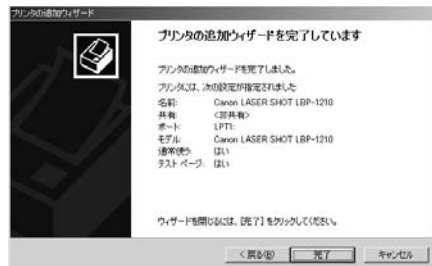 プリンタの追加ウィザード
プリンタの追加ウィザードを完了しています
プリンタの追加ウィザードを完了しました。
プリンタには、次の設定が指定されました
名前: Canon LASER SHOT LBP-1210
共有: <非共有>
ポート: LPT1:
モデル: Canon LASER SHOT LBP-1210
通常使う: はい
テスト ページ: はい
ウィザードを閉じるには、[完了] をクリックしてください。
< 戻る(B) 完了 キャンセル